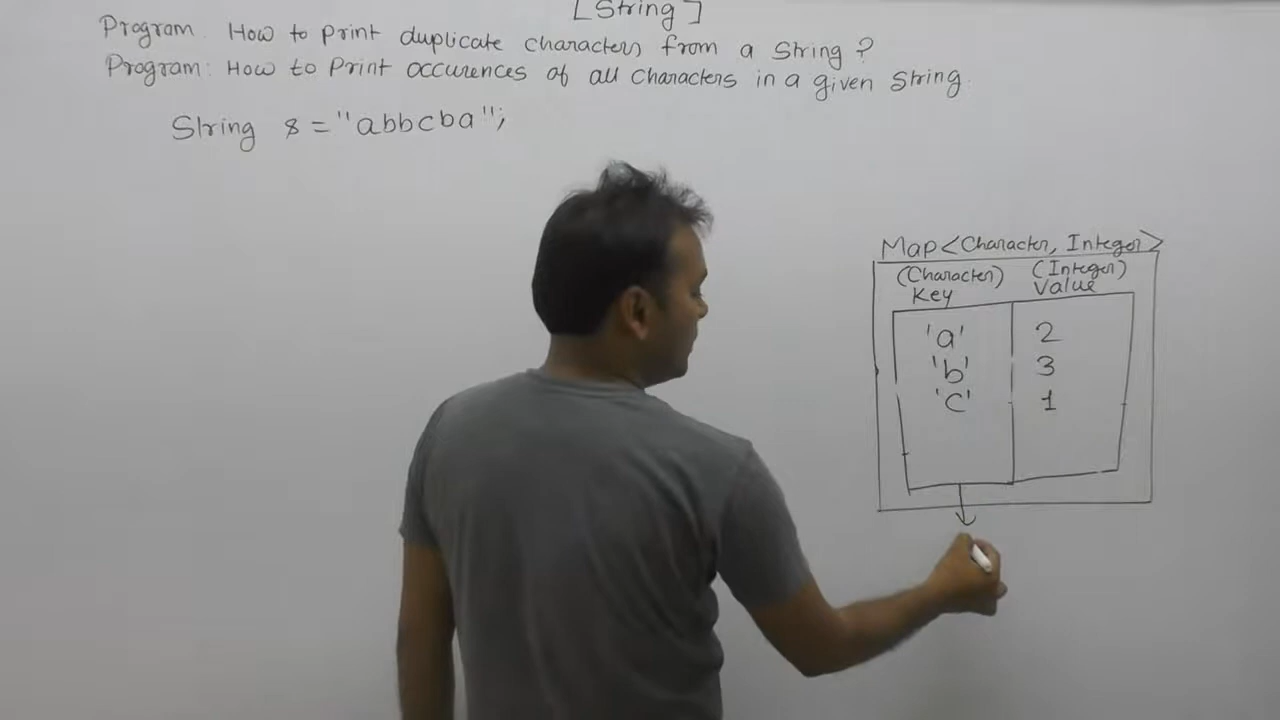 [String]
Program. How to print duplicate characters from a String?
Program: How to Print occurences of all Characters in a given String.
String s = "abbcba";
Map<Character, Integer>
(Character) (Integer)
Key Value
'a' 2
'b' 3
'c' 1